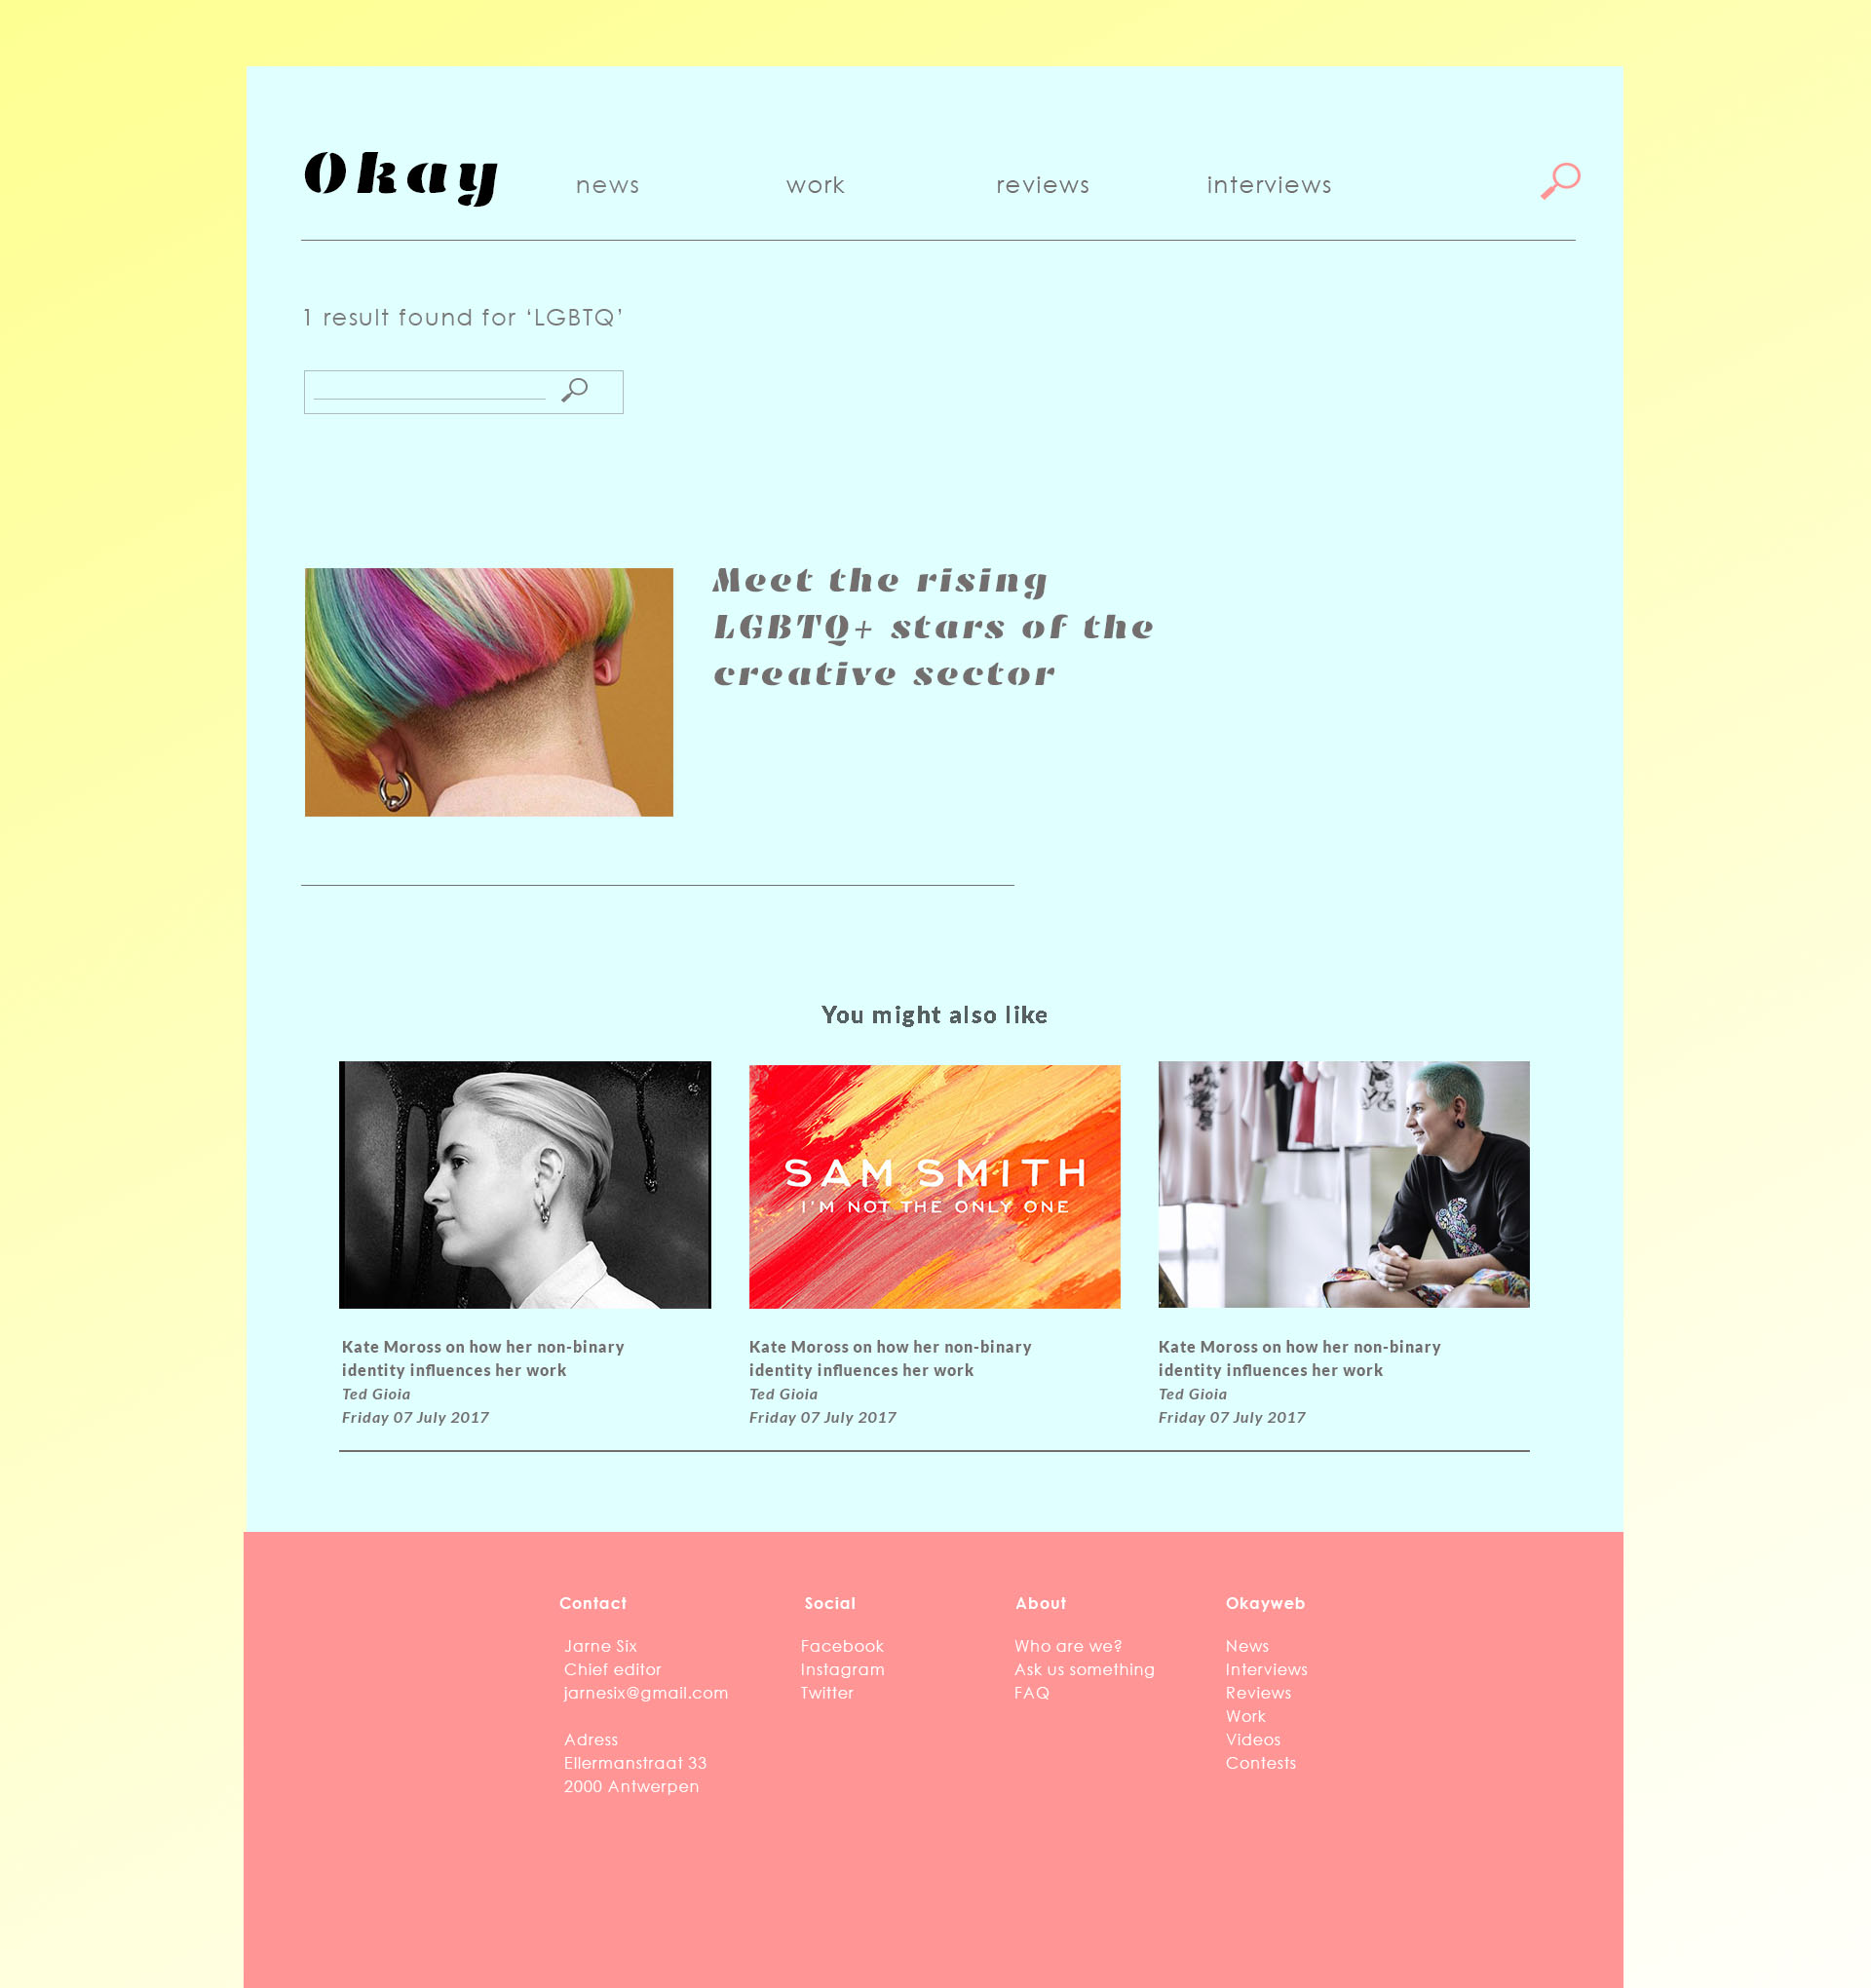 Okay
news work reviews interviews
1 result found for ‘LGBTQ’
Meet the rising
LGBTQ+ stars of the
creative sector
You might also like
SAM SMITH
I'M NOT THE ONLY ONE
Kate Moross on how her non-binary
identity influences her work
Ted Gioia
Friday 07 July 2017
Kate Moross on how her non-binary
identity influences her work
Ted Gioia
Friday 07 July 2017
Kate Moross on how her non-binary
identity influences her work
Ted Gioia
Friday 07 July 2017
Contact
Jarne Six
Chief editor
jarnesix@gmail.com
Adress
Ellermanstraat 33
2000 Antwerpen
Social
Facebook
Instagram
Twitter
About
Who are we?
Ask us something
FAQ
Okayweb
News
Interviews
Reviews
Work
Videos
Contests